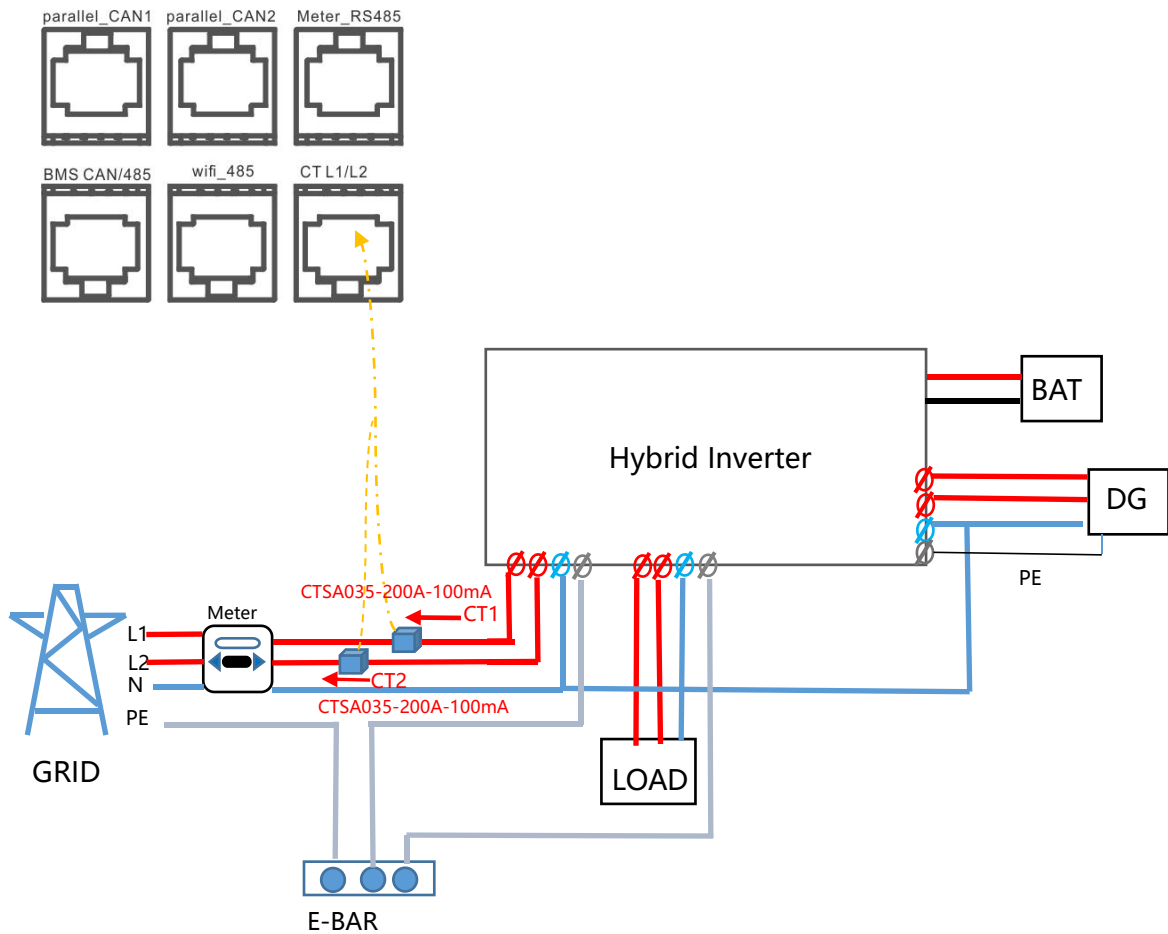 parallel_CAN1
parallel_CAN2
Meter_RS485
BMS CAN/485
wifi_485
CT L1/L2
Hybrid Inverter
BAT
DG
PE
CTSA035-200A-100mA
CT1
Meter
L1
L2
N
PE
CT2
CTSA035-200A-100mA
GRID
LOAD
E-BAR